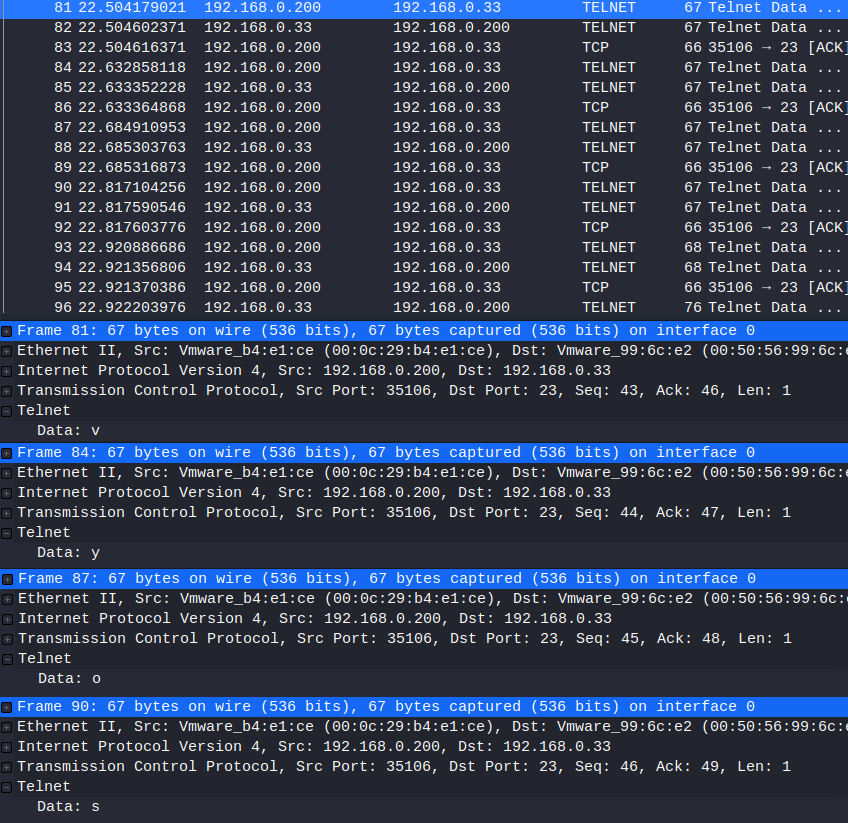 81 22.504179021 192.168.0.200 192.168.0.33 TELNET 67 Telnet Data ...
82 22.504602371 192.168.0.33 192.168.0.200 TELNET 67 Telnet Data ...
83 22.504616371 192.168.0.200 192.168.0.33 TCP 66 35106 → 23 [ACK]
84 22.632858118 192.168.0.200 192.168.0.33 TELNET 67 Telnet Data ...
85 22.633352228 192.168.0.33 192.168.0.200 TELNET 67 Telnet Data ...
86 22.633364868 192.168.0.200 192.168.0.33 TCP 66 35106 → 23 [ACK]
87 22.684910953 192.168.0.200 192.168.0.33 TELNET 67 Telnet Data ...
88 22.685303763 192.168.0.33 192.168.0.200 TELNET 67 Telnet Data ...
89 22.685316873 192.168.0.200 192.168.0.33 TCP 66 35106 → 23 [ACK]
90 22.817104256 192.168.0.200 192.168.0.33 TELNET 67 Telnet Data ...
91 22.817590546 192.168.0.33 192.168.0.200 TELNET 67 Telnet Data ...
92 22.817603776 192.168.0.200 192.168.0.33 TCP 66 35106 → 23 [ACK]
93 22.920886686 192.168.0.200 192.168.0.33 TELNET 68 Telnet Data ...
94 22.921356806 192.168.0.33 192.168.0.200 TELNET 68 Telnet Data ...
95 22.921370386 192.168.0.200 192.168.0.33 TCP 66 35106 → 23 [ACK]
96 22.922203976 192.168.0.33 192.168.0.200 TELNET 76 Telnet Data ...
Frame 81: 67 bytes on wire (536 bits), 67 bytes captured (536 bits) on interface 0
Ethernet II, Src: Vmware_b4:e1:ce (00:0c:29:b4:e1:ce), Dst: Vmware_99:6c:e2 (00:50:56:99:6c:e
Internet Protocol Version 4, Src: 192.168.0.200, Dst: 192.168.0.33
Transmission Control Protocol, Src Port: 35106, Dst Port: 23, Seq: 43, Ack: 46, Len: 1
Telnet
Data: v
Frame 84: 67 bytes on wire (536 bits), 67 bytes captured (536 bits) on interface 0
Ethernet II, Src: Vmware_b4:e1:ce (00:0c:29:b4:e1:ce), Dst: Vmware_99:6c:e2 (00:50:56:99:6c:e
Internet Protocol Version 4, Src: 192.168.0.200, Dst: 192.168.0.33
Transmission Control Protocol, Src Port: 35106, Dst Port: 23, Seq: 44, Ack: 47, Len: 1
Telnet
Data: y
Frame 87: 67 bytes on wire (536 bits), 67 bytes captured (536 bits) on interface 0
Ethernet II, Src: Vmware_b4:e1:ce (00:0c:29:b4:e1:ce), Dst: Vmware_99:6c:e2 (00:50:56:99:6c:e
Internet Protocol Version 4, Src: 192.168.0.200, Dst: 192.168.0.33
Transmission Control Protocol, Src Port: 35106, Dst Port: 23, Seq: 45, Ack: 48, Len: 1
Telnet
Data: o
Frame 90: 67 bytes on wire (536 bits), 67 bytes captured (536 bits) on interface 0
Ethernet II, Src: Vmware_b4:e1:ce (00:0c:29:b4:e1:ce), Dst: Vmware_99:6c:e2 (00:50:56:99:6c:e
Internet Protocol Version 4, Src: 192.168.0.200, Dst: 192.168.0.33
Transmission Control Protocol, Src Port: 35106, Dst Port: 23, Seq: 46, Ack: 49, Len: 1
Telnet
Data: s